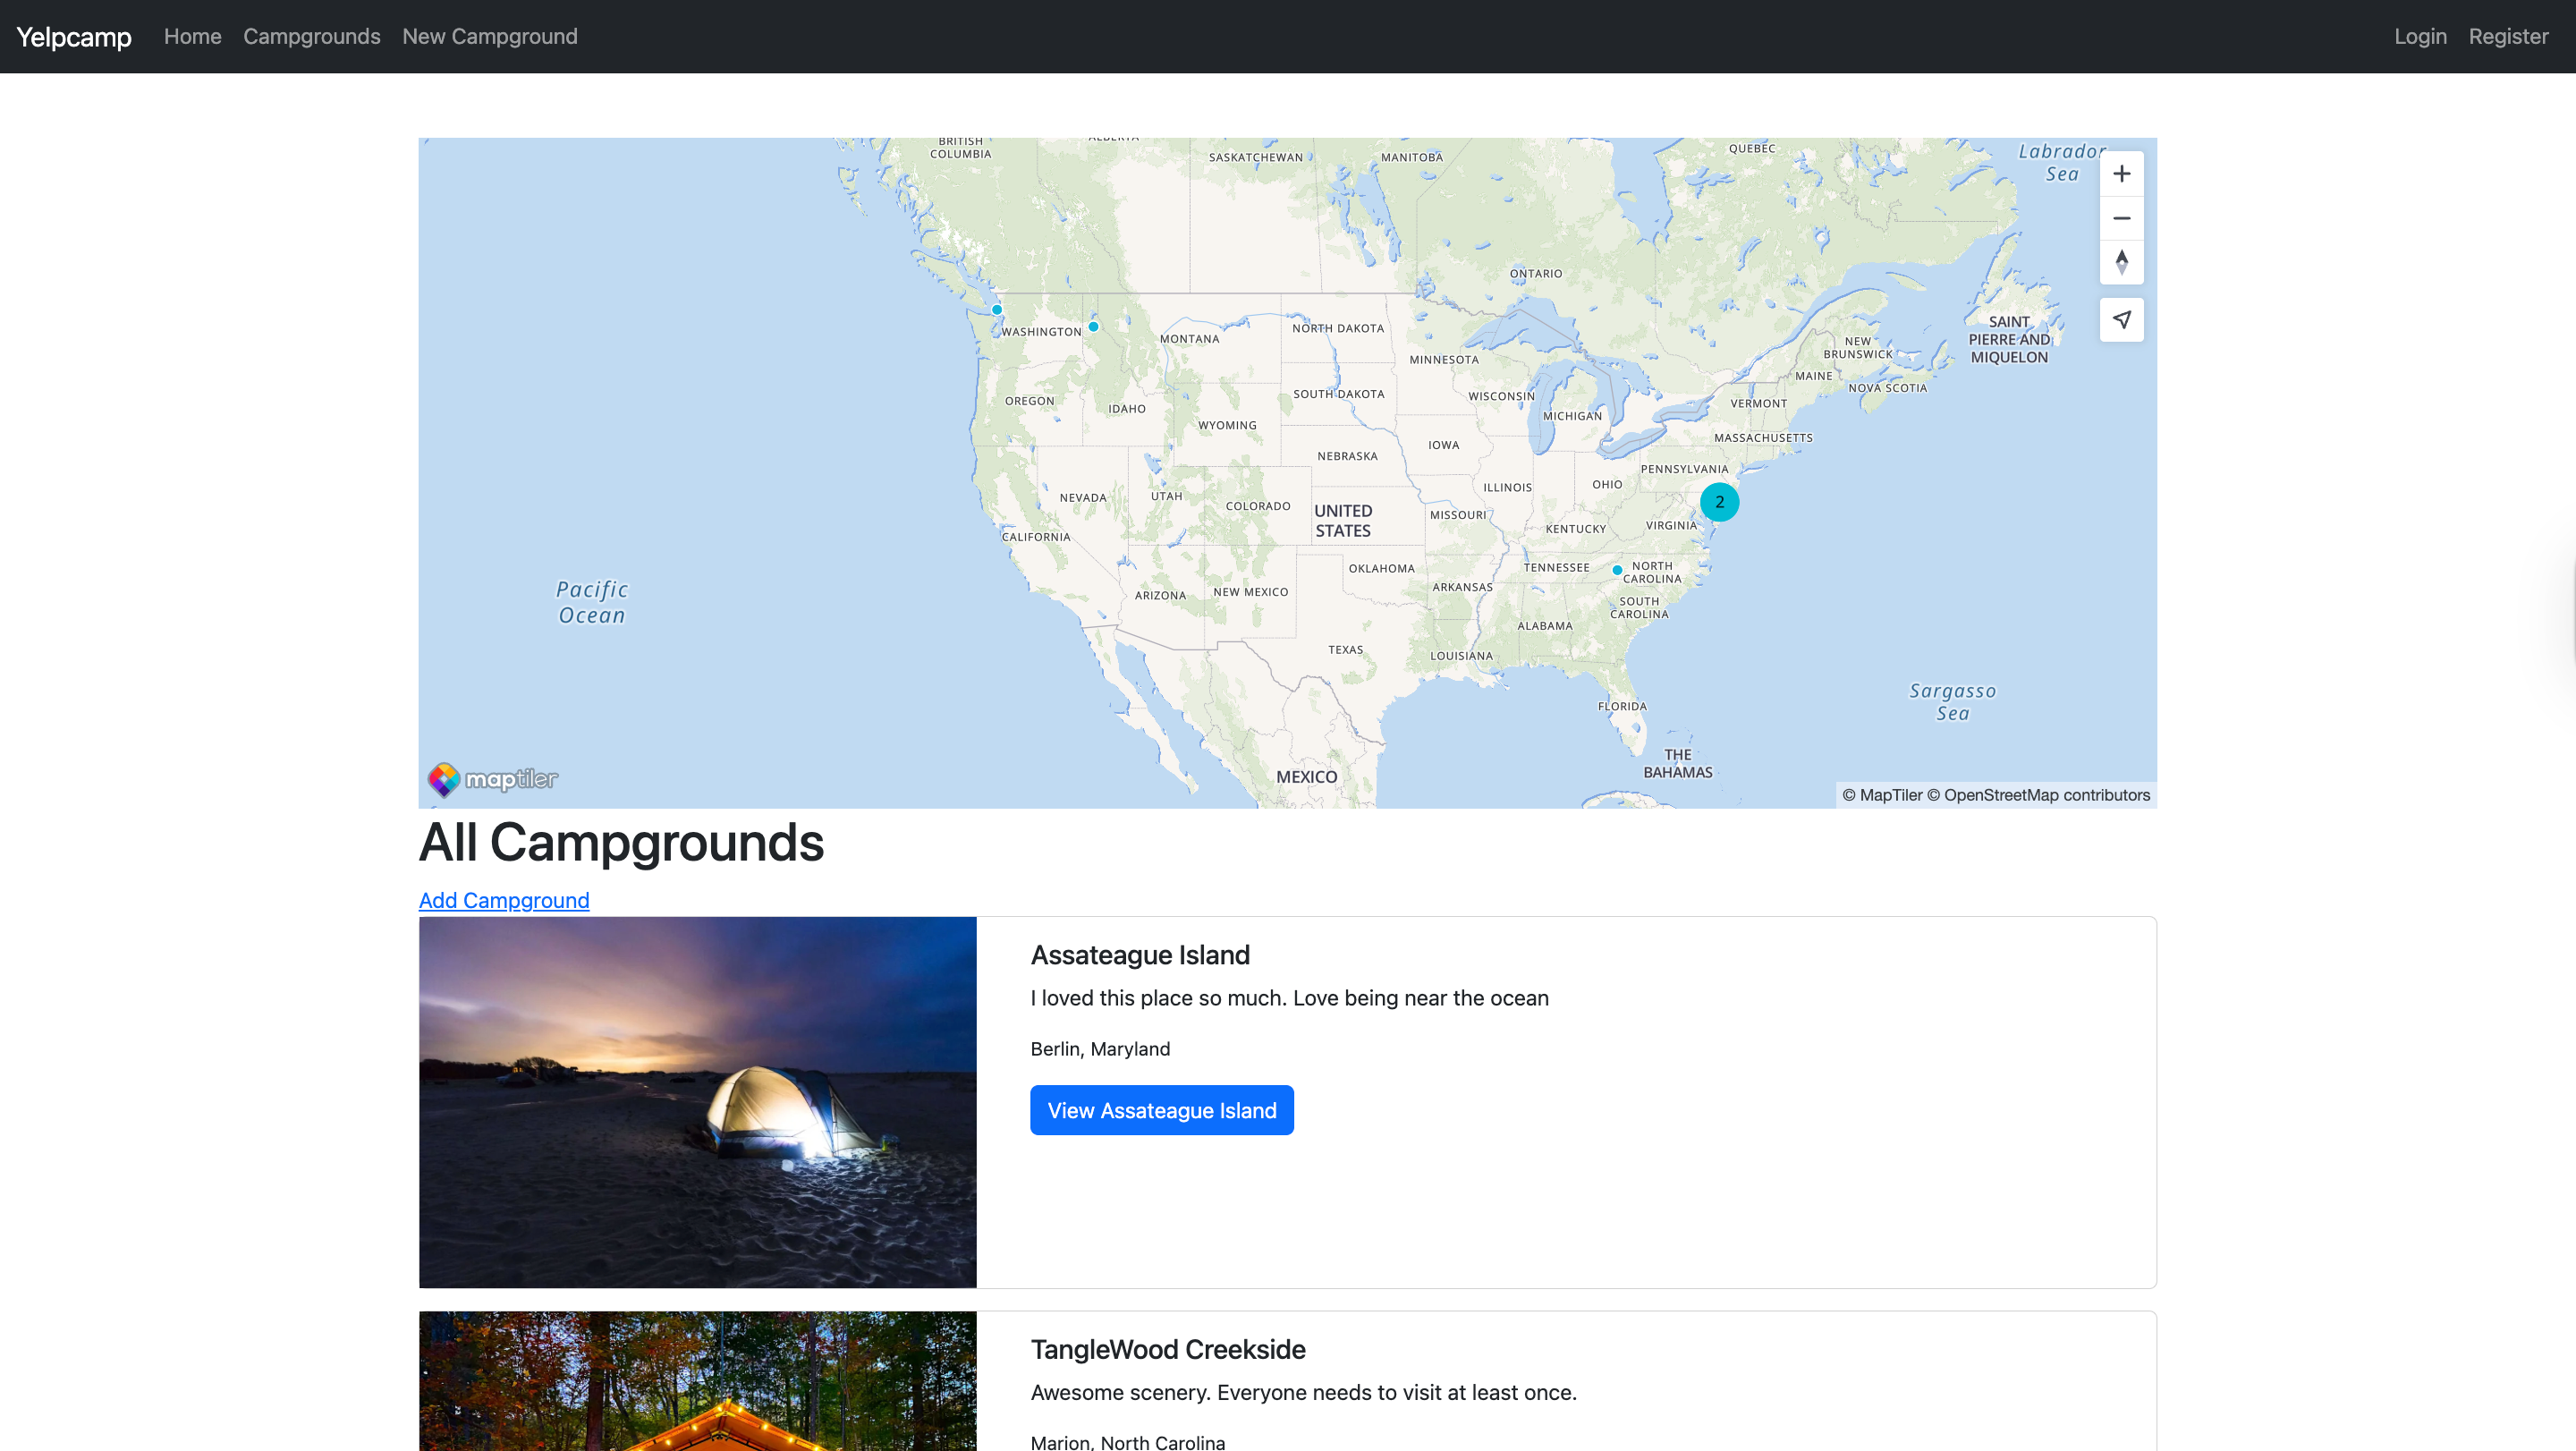 Yelpcamp Home Campgrounds New Campground Login Register
BRITISH
COLUMBIA
ALBERTA
SASKATCHEWAN
MANITOBA
QUEBEC
Labrador
Sea
ONTARIO
WASHINGTON
MONTANA
NORTH DAKOTA
MINNESOTA
SAINT
PIERRE AND
MIQUELON
NEW
BRUNSWICK
MAINE
NOVA SCOTIA
OREGON
IDAHO
SOUTH DAKOTA
WISCONSIN
MICHIGAN
VERMONT
WYOMING
MASSACHUSETTS
IOWA
NEBRASKA
PENNSYLVANIA
NEVADA
UTAH
COLORADO
ILLINOIS
OHIO
2
UNITED
STATES
MISSOURI
KENTUCKY
VIRGINIA
CALIFORNIA
OKLAHOMA
TENNESSEE
NORTH
CAROLINA
Pacific
Ocean
ARIZONA
NEW MEXICO
ARKANSAS
SOUTH
CAROLINA
ALABAMA
TEXAS
LOUISIANA
Sargasso
Sea
FLORIDA
THE
BAHAMAS
MEXICO
maptiler
© MapTiler © OpenStreetMap contributors
All Campgrounds
Add Campground
Assateague Island
I loved this place so much. Love being near the ocean
Berlin, Maryland
View Assateague Island
TangleWood Creekside
Awesome scenery. Everyone needs to visit at least once.
Marion, North Carolina